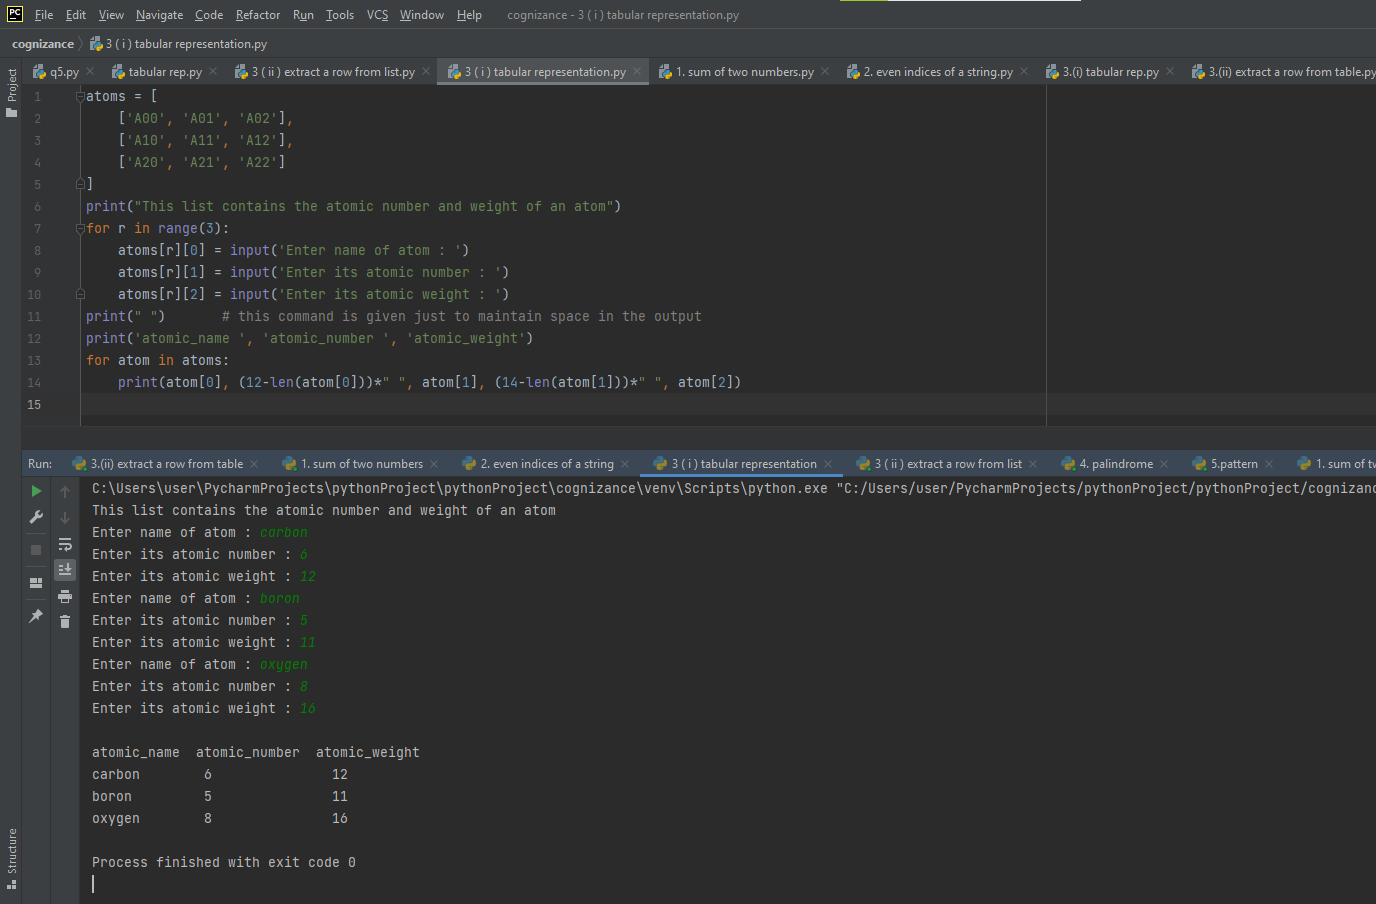 PC File Edit View Navigate Code Refactor Run Tools VCS Window Help cognizance - 3 ( i ) tabular representation.py
cognizance 3 ( i ) tabular representation.py
Project
q5.py tabular rep.py 3 ( ii ) extract a row from list.py 3 ( i ) tabular representation.py 1. sum of two numbers.py 2. even indices of a string.py 3.(i) tabular rep.py 3.(ii) extract a row from table.py
1 atoms = [
2 ['A00', 'A01', 'A02'],
3 ['A10', 'A11', 'A12'],
4 ['A20', 'A21', 'A22']
5 ]
6 print("This list contains the atomic number and weight of an atom")
7 for r in range(3):
8 atoms[r][0] = input('Enter name of atom : ')
9 atoms[r][1] = input('Enter its atomic number : ')
10 atoms[r][2] = input('Enter its atomic weight : ')
11 print(" ") # this command is given just to maintain space in the output
12 print('atomic_name ', 'atomic_number ', 'atomic_weight')
13 for atom in atoms:
14 print(atom[0], (12-len(atom[0]))*" ", atom[1], (14-len(atom[1]))*" ", atom[2])
15
Run: 3.(ii) extract a row from table 1. sum of two numbers 2. even indices of a string 3 ( i ) tabular representation 3 ( ii ) extract a row from list 4. palindrome 5.pattern 1. sum of tw
C:\Users\user\PycharmProjects\pythonProject\pythonProject\cognizance\venv\Scripts\python.exe "C:/Users/user/PycharmProjects/pythonProject/pythonProject/cognizanc
This list contains the atomic number and weight of an atom
Enter name of atom : carbon
Enter its atomic number : 6
Enter its atomic weight : 12
Enter name of atom : boron
Enter its atomic number : 5
Enter its atomic weight : 11
Enter name of atom : oxygen
Enter its atomic number : 8
Enter its atomic weight : 16
atomic_name atomic_number atomic_weight
carbon 6 12
boron 5 11
oxygen 8 16
Structure
Process finished with exit code 0